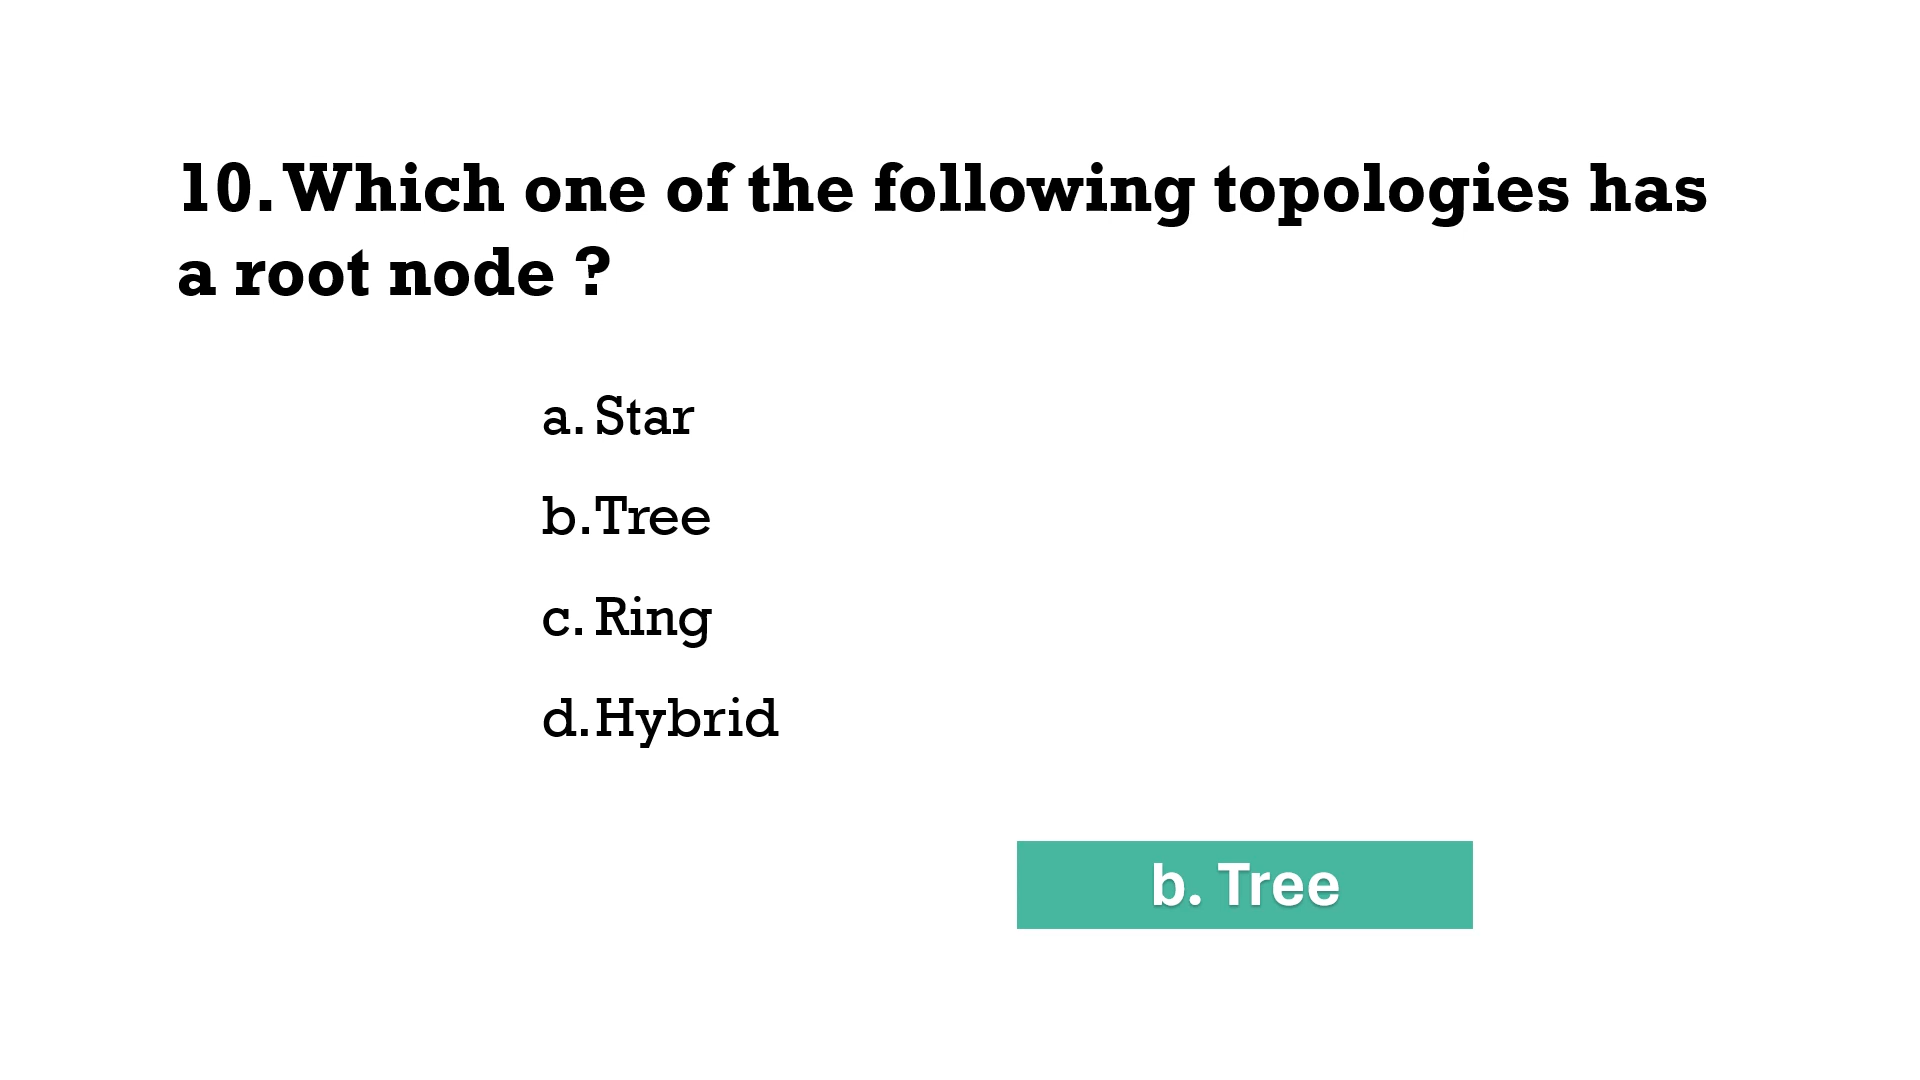 10. Which one of the following topologies has
a root node ?
a. Star
b. Tree
c. Ring
d. Hybrid
b. Tree